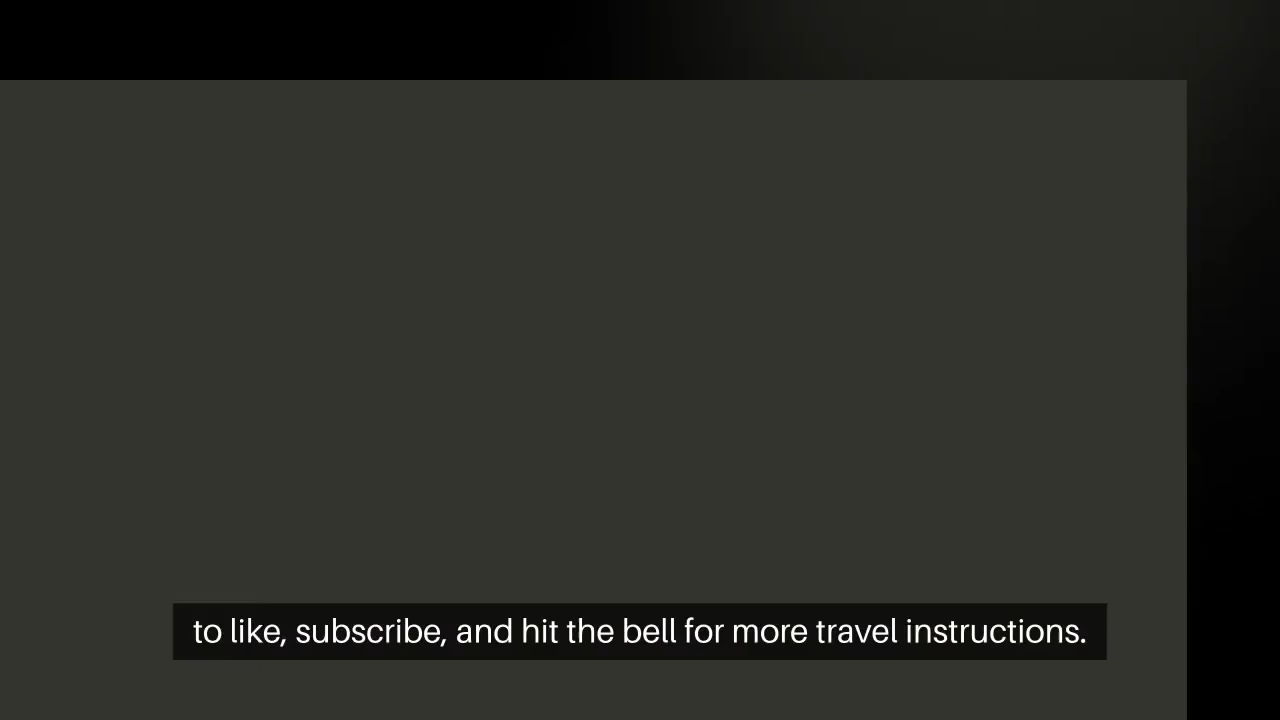 to like, subscribe, and hit the bell for more travel instructions.